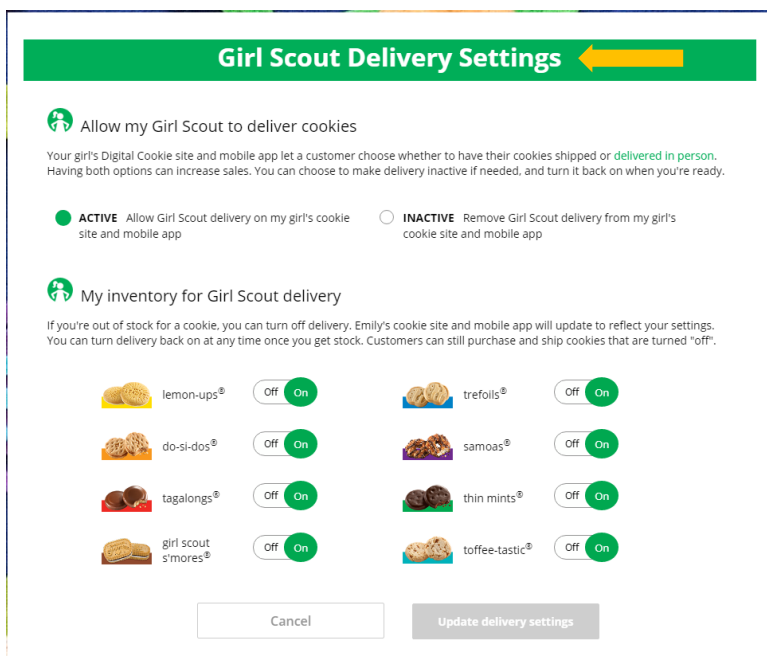 Girl Scout Delivery Settings
Allow my Girl Scout to deliver cookies
Your girl's Digital Cookie site and mobile app let a customer choose whether to have their cookies shipped or delivered in person.
Having both options can increase sales. You can choose to make delivery inactive if needed, and turn it back on when you're ready.
ACTIVE Allow Girl Scout delivery on my girl's cookie
site and mobile app
INACTIVE Remove Girl Scout delivery from my girl's
cookie site and mobile app
My inventory for Girl Scout delivery
If you're out of stock for a cookie, you can turn off delivery. Emily's cookie site and mobile app will update to reflect your settings.
You can turn delivery back on at any time once you get stock. Customers can still purchase and ship cookies that are turned "off".
lemon-ups® Off On
trefoils® Off On
do-si-dos® Off On
samoas® Off On
tagalongs® Off On
thin mints® Off On
girl scout
s'mores® Off On
toffee-tastic® Off On
Cancel
Update delivery settings